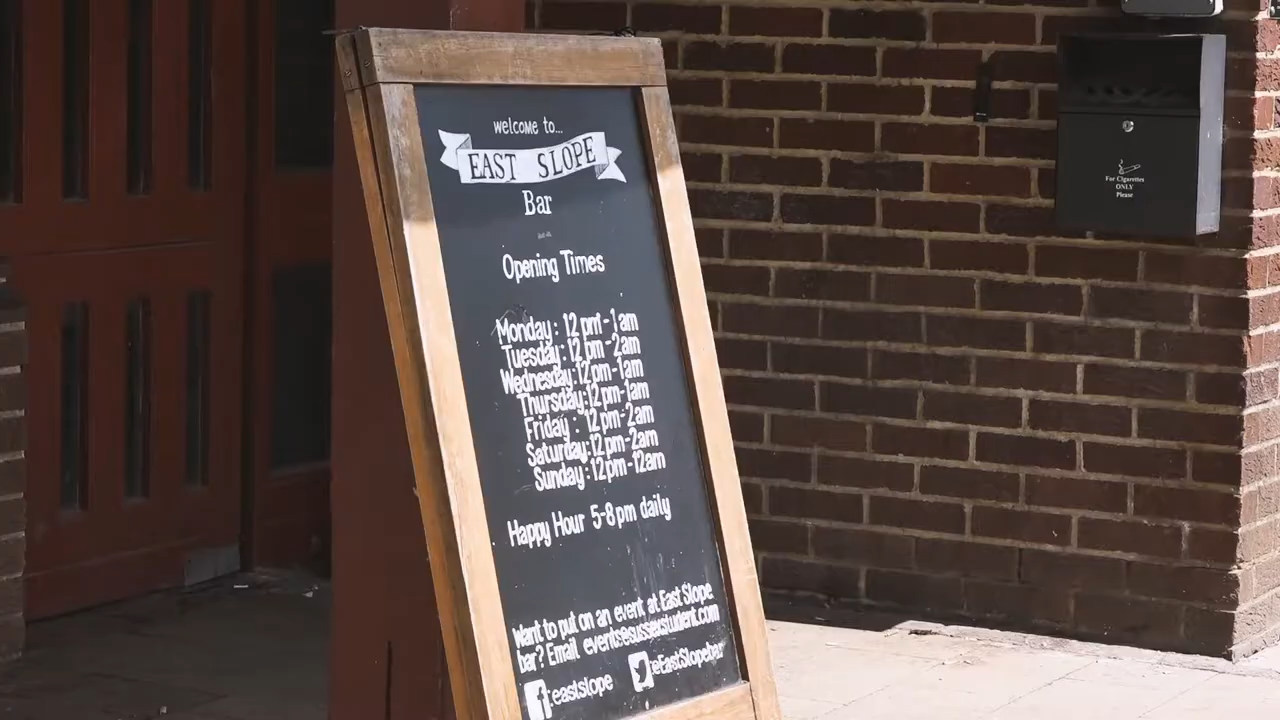 welcome to...
EAST SLOPE
Bar
Opening Times
Monday: 12pm-1am
Tuesday: 12pm-2am
Wednesday: 12pm-1am
Thursday: 12pm-1am
Friday: 12pm-2am
Saturday: 12pm-2am
Sunday: 12pm-12am
Happy Hour 5-8pm daily
Want to put on an event at East Slope
bar? Email events@sussexstudent.com
f:eastslope
:@EastSlopebar
For Cigarettes
ONLY
Please